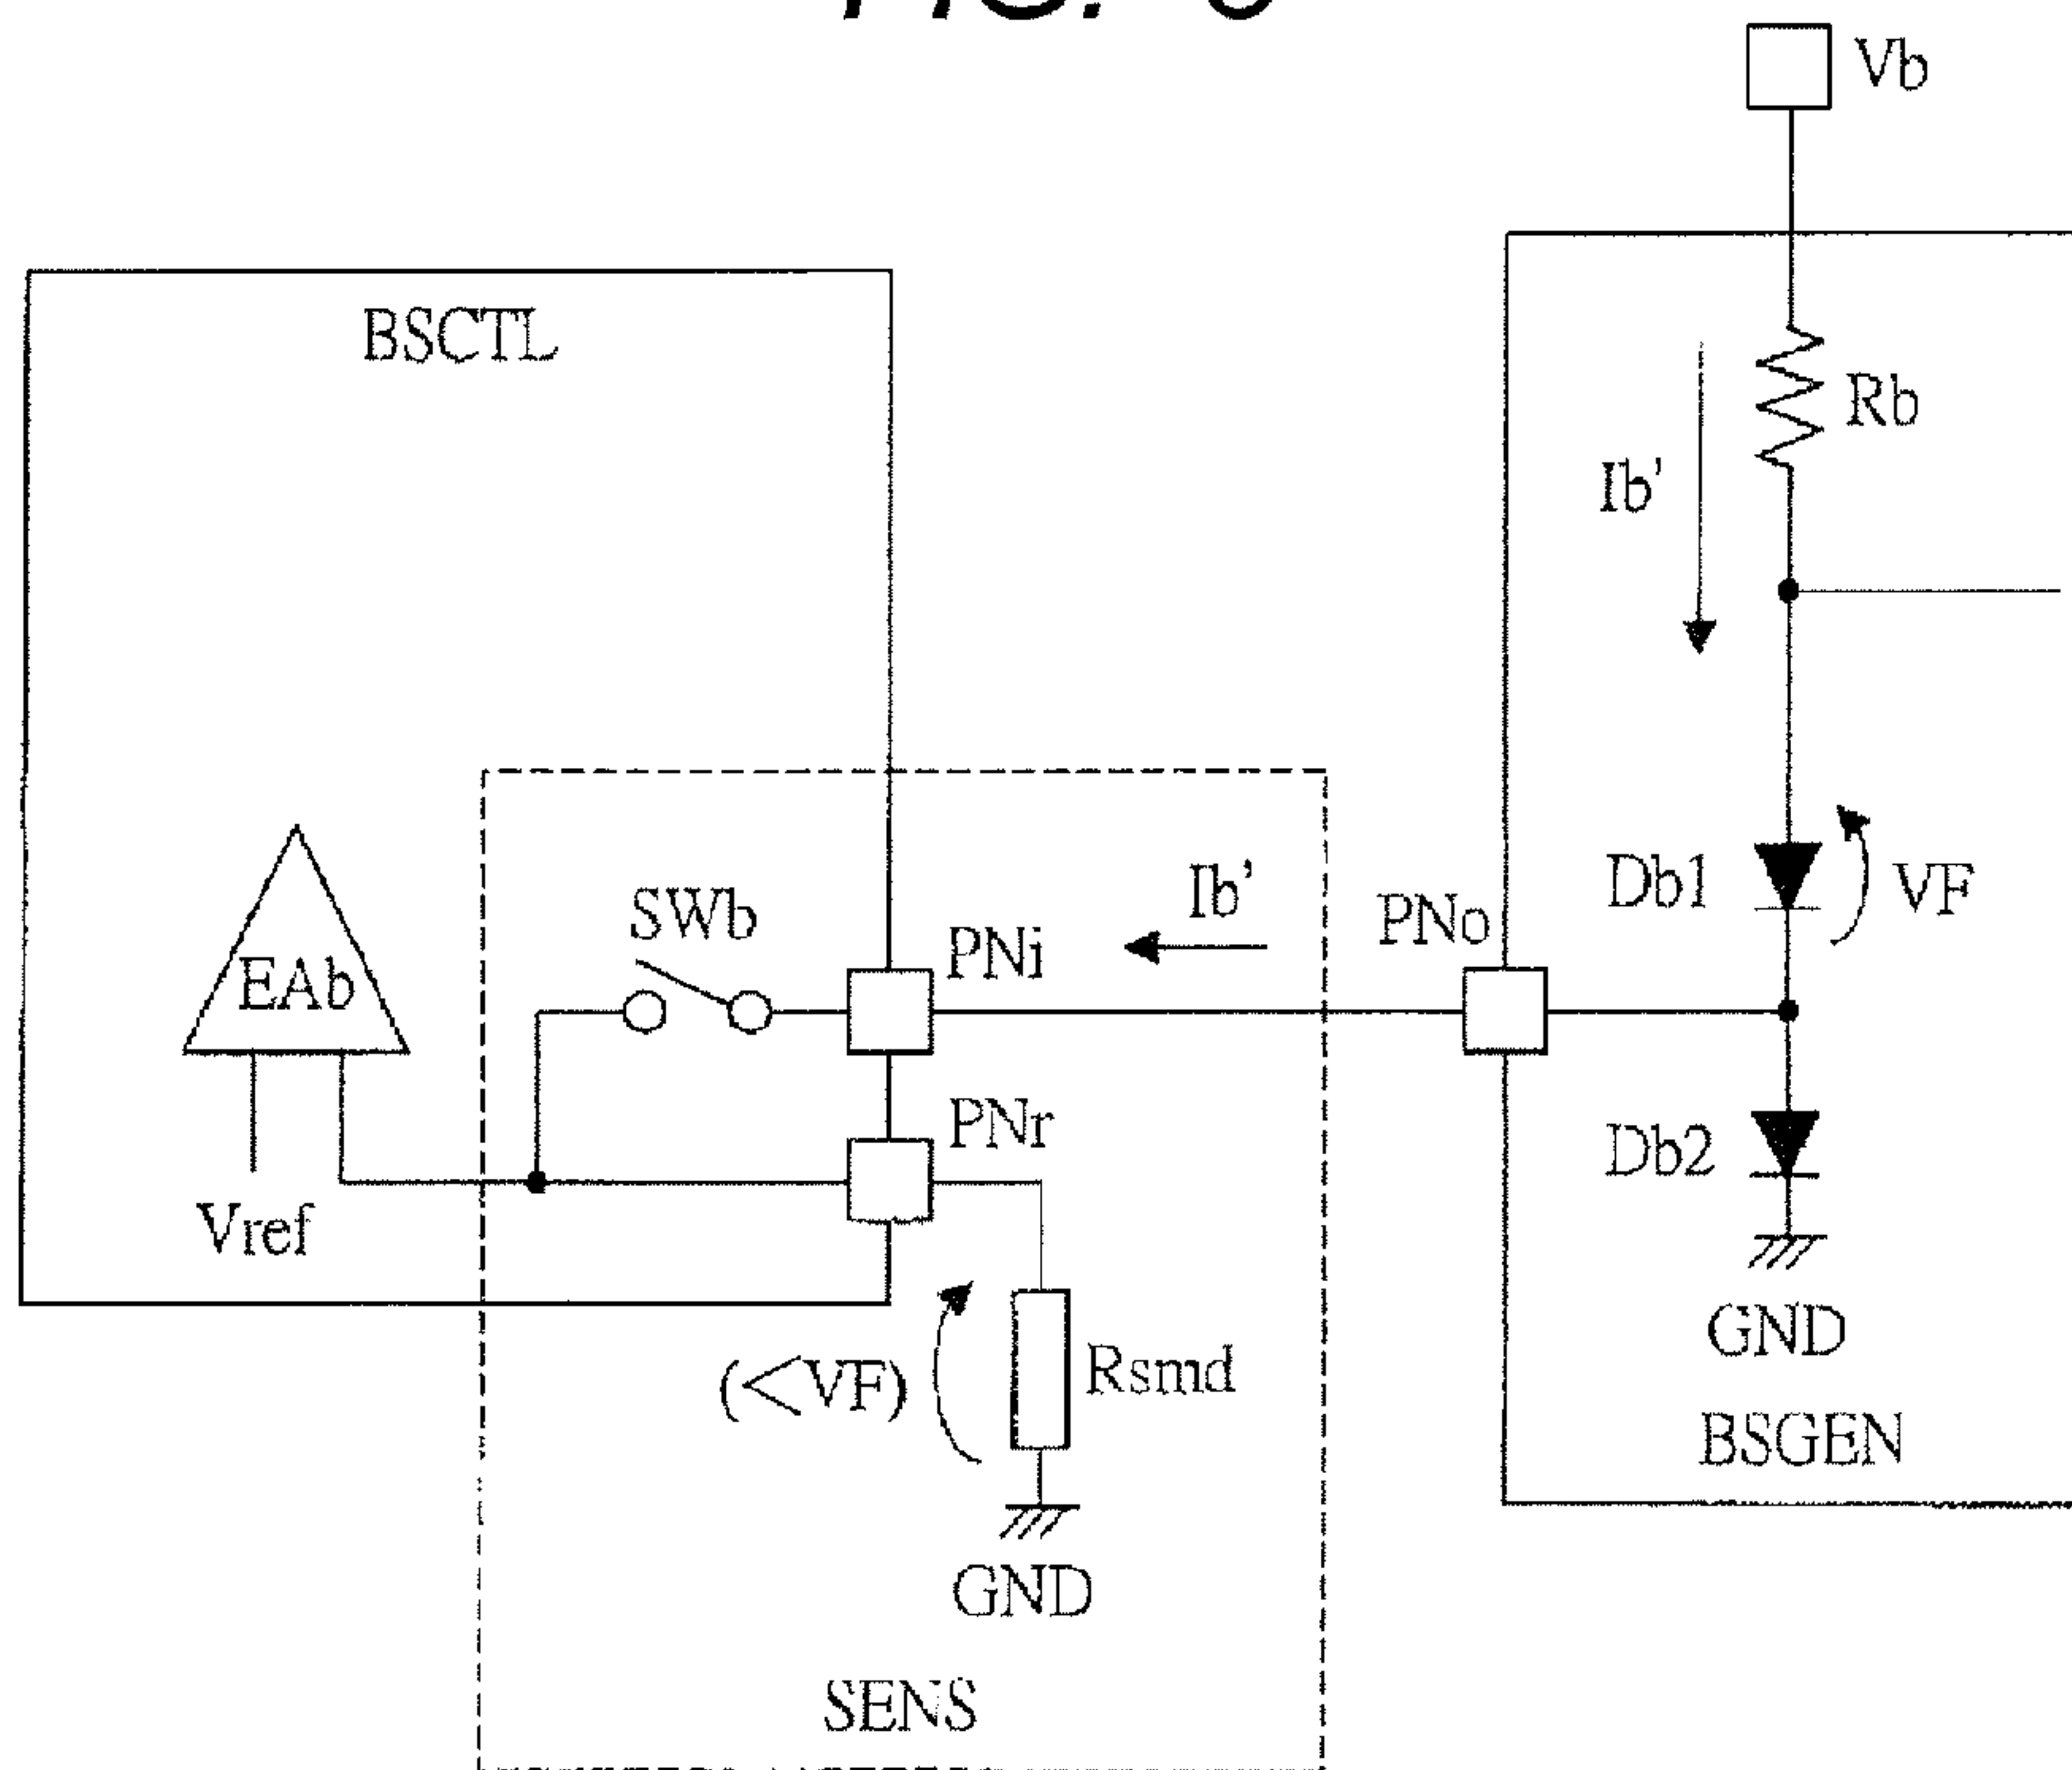 FIG.
Vb
BSCTL
Rb
Ib'
SWb
Ib'
PNi
PNo
Db1
VF
EAb
PNr
Db2
Vref
GND
(<VF)
Rsmd
BSGEN
GND
SENS